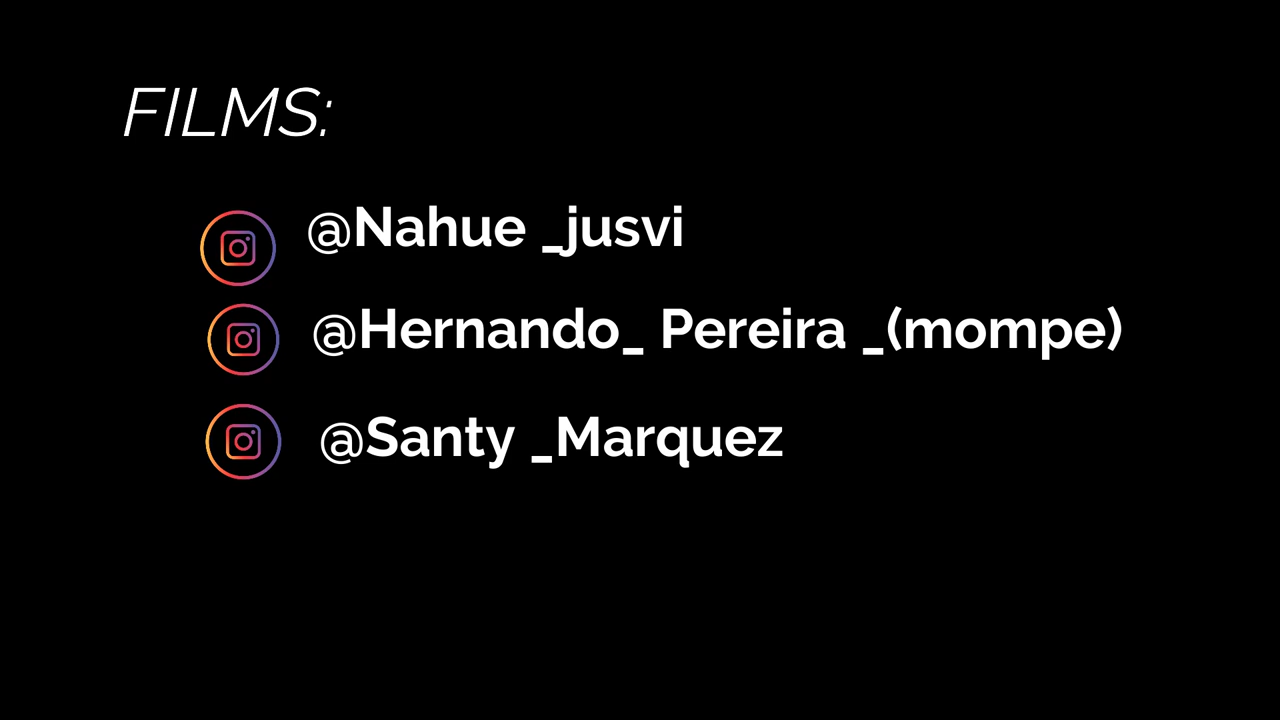 FILMS:
@Nahue _jusvi
@Hernando_ Pereira _(mompe)
@Santy _Marquez